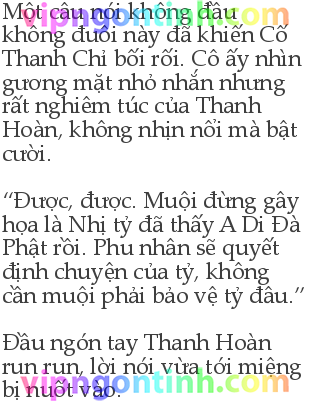 Một câu nói không đầu
không đuôi này đã khiến Cố
Thanh Chi bối rối. Cô ấy nhìn
gương mặt nhỏ nhắn nhưng
rất nghiêm túc của Thanh
Hoàn, không nhịn nổi mà bật
cười.
“Được, được. Muội đừng gây
họa là Nhị tỷ đã thấy A Di Đà
Phật rồi. Phu nhân sẽ quyết
định chuyện của tỷ, không
cần muội phải bảo vệ tỷ đâu.”
Đầu ngón tay Thanh Hoàn
run run, lời nói vừa tới miệng
bị nuốt vào.
vipngontinh.com
vipngontinh.com